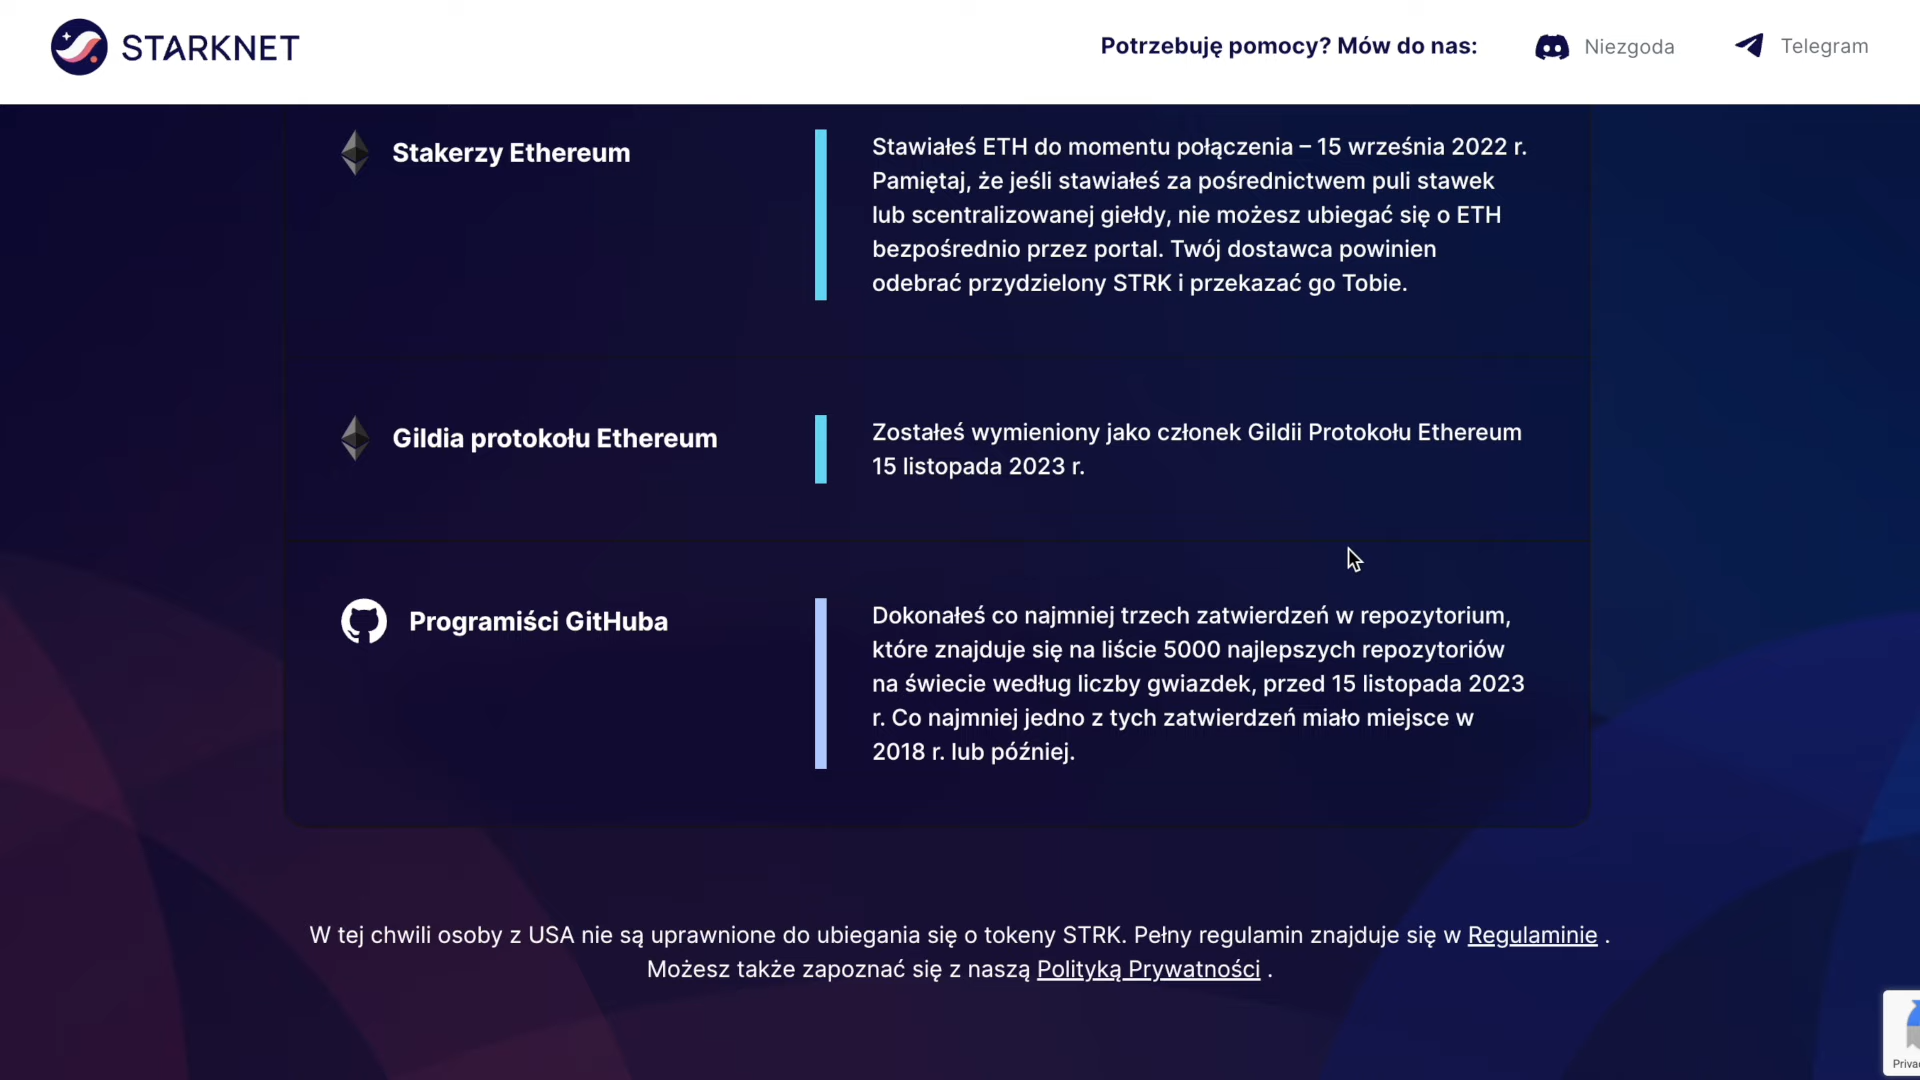 STARKNET
Potrzebuję pomocy? Mów do nas:
Niezgoda
Telegram
Stakerzy Ethereum
Stawiałeś ETH do momentu połączenia – 15 września 2022 r.
Pamiętaj, że jeśli stawiałeś za pośrednictwem puli stawek
lub scentralizowanej giełdy, nie możesz ubiegać się o ETH
bezpośrednio przez portal. Twój dostawca powinien
odebrać przydzielony STRK i przekazać go Tobie.
Gildia protokołu Ethereum
Zostałeś wymieniony jako członek Gildii Protokołu Ethereum
15 listopada 2023 r.
Programiści GitHuba
Dokonałeś co najmniej trzech zatwierdzeń w repozytorium,
które znajduje się na liście 5000 najlepszych repozytoriów
na świecie według liczby gwiazdek, przed 15 listopada 2023
r. Co najmniej jedno z tych zatwierdzeń miało miejsce w
2018 r. lub później.
W tej chwili osoby z USA nie są uprawnione do ubiegania się o tokeny STRK. Pełny regulamin znajduje się w Regulaminie .
Możesz także zapoznać się z naszą Polityką Prywatności .